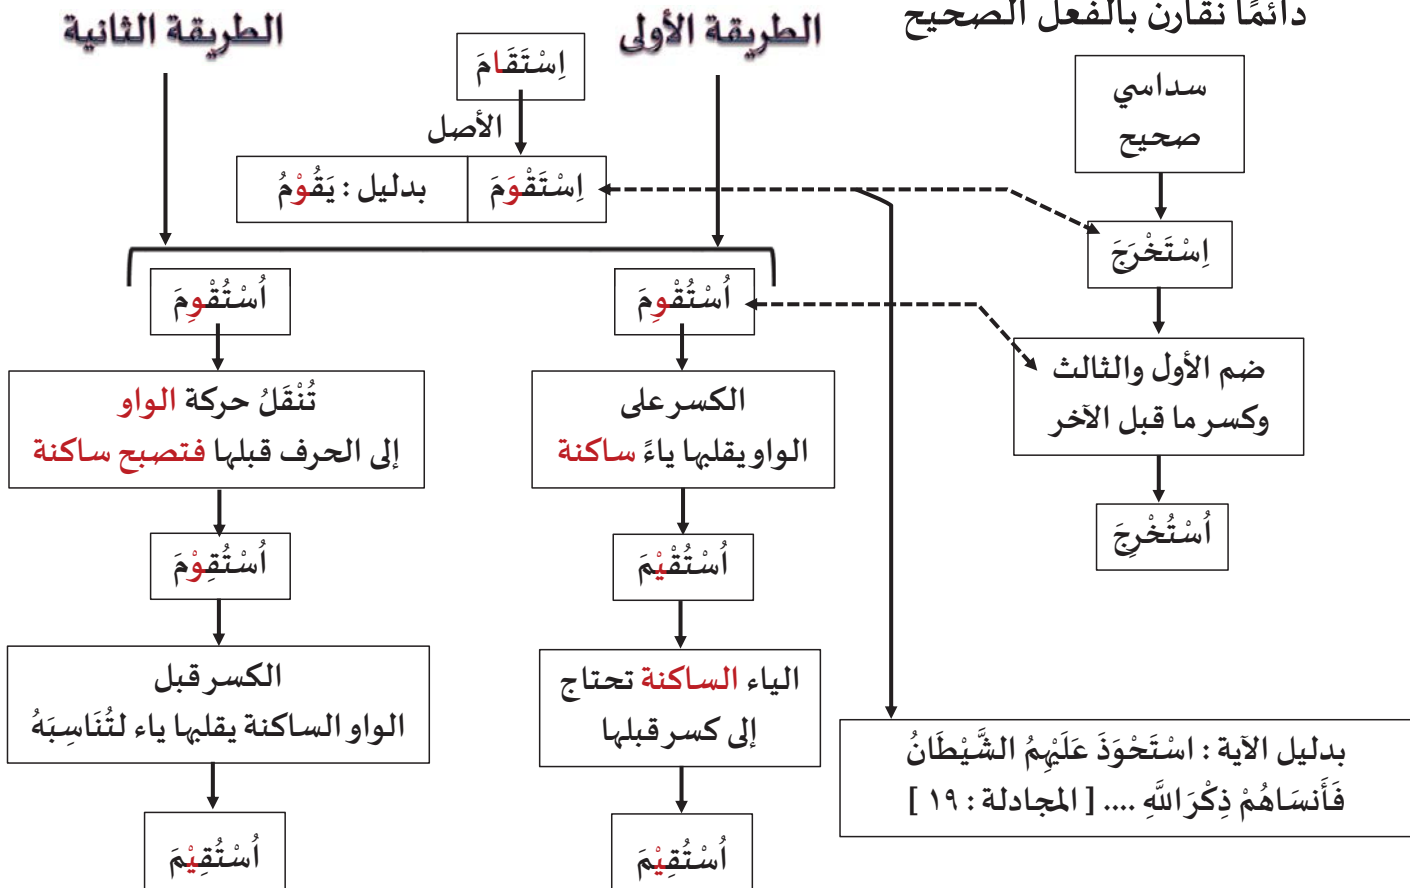 دائمًا نقارن بالفعل الصحيح
سداسي
صحيح
اِسْتَخْرَجَ
ضم الأول والثالث
وكسر ما قبل الآخر
اُسْتُخْرِجَ
اِسْتَقَامَ
الأصل
اِسْتَقْوَمَ
بدليل : يَقُوْمُ
بدليل الآية : اسْتَحْوَذَ عَلَيْهِمُ الشَّيْطَانُ
فَأَنسَاهُمْ ذِكْرَ اللَّهِ .... [ المجادلة : ١٩ ]
الطريقة الأولى
اُسْتُقْوِمَ
الكسر على
الواو يقلبها ياءً ساكنة
اُسْتُقْيْمَ
الياء الساكنة تحتاج
إلى كسر قبلها
اُسْتُقِيْمَ
الطريقة الثانية
اُسْتُقْوِمَ
تُنْقَلُ حركة الواو
إلى الحرف قبلها فتصبح ساكنة
اُسْتُقِوْمَ
الكسر قبل
الواو الساكنة يقلبها ياء لتُنَاسِبَهُ
اُسْتُقِيْمَ